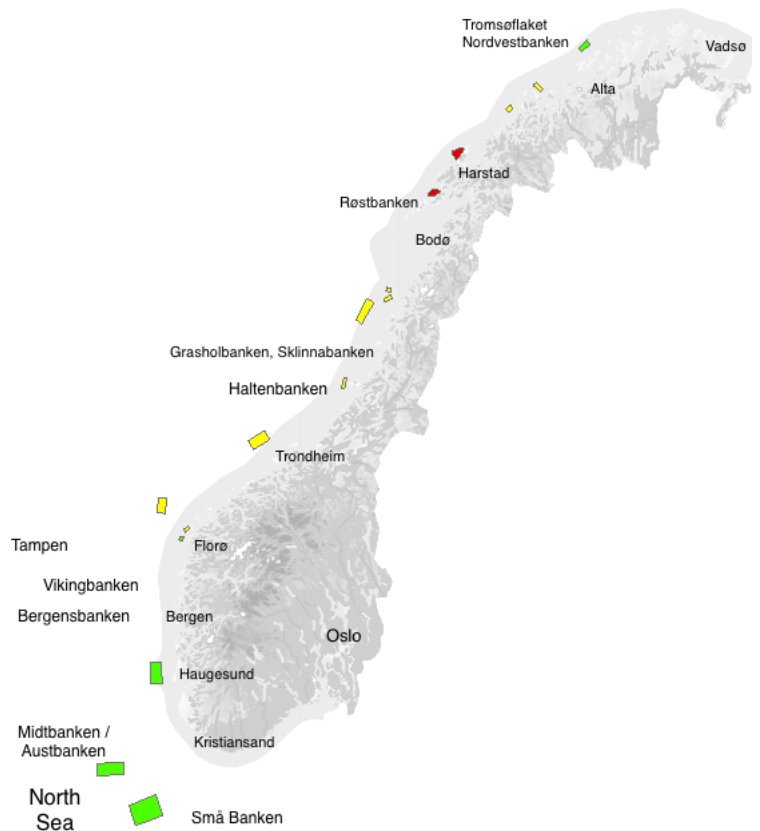 Tromsøflaket
Nordvestbanken
Vadsø
Alta
Harstad
Røstbanken
Bodø
Grasholbanken, Sklinnabanken
Haltenbanken
Trondheim
Tampen
Florø
Vikingbanken
Bergensbanken
Bergen
Oslo
Haugesund
Midtbanken /
Austbanken
Kristiansand
North
Sea
Små Banken